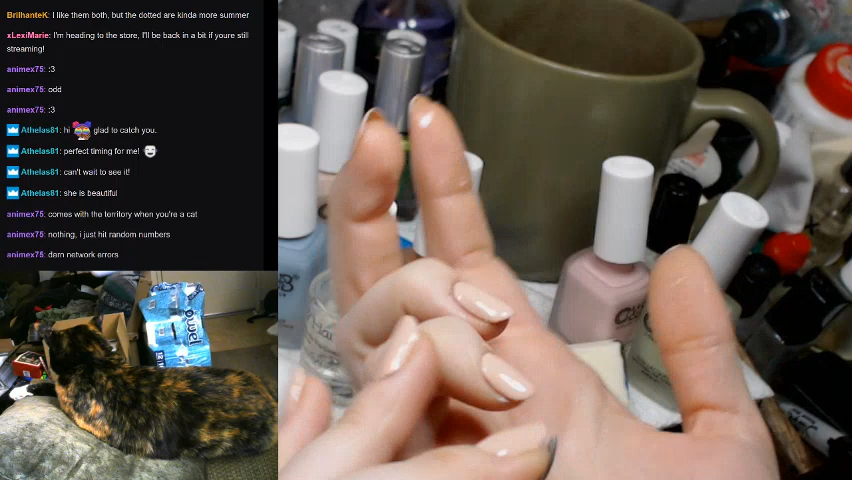 BrilhanteK: I like them both, but the dotted are kinda more summer
xLexiMarie: I'm heading to the store, I'll be back in a bit if youre still
streaming!
animex75: :3
animex75: odd
animex75: :3
Athelas81: hi glad to catch you.
Athelas81: perfect timing for me!
Athelas81: can't wait to see it!
Athelas81: she is beautiful
animex75: comes with the territory when you're a cat
animex75: nothing, i just hit random numbers
animex75: darn network errors